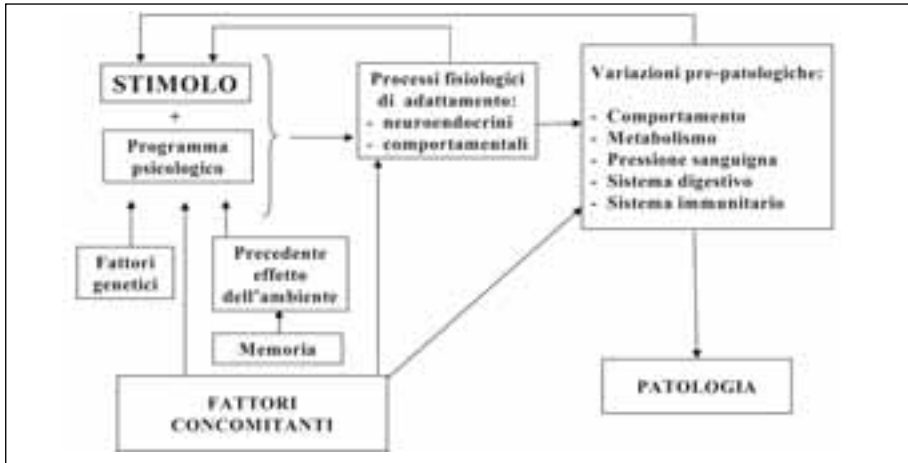 STIMOLO
+
Programma
psicologico
Fattori
genetici
Precedente
effetto
dell'ambiente
Memoria
FATTORI
CONCOMITANTI
Processi fisiologici
di adattamento:
- neuroendocrini
- comportamentali
Variazioni pre-patologiche:
- Comportamento
- Metabolismo
- Pressione sanguigna
- Sistema digestivo
- Sistema immunitario
PATOLOGIA